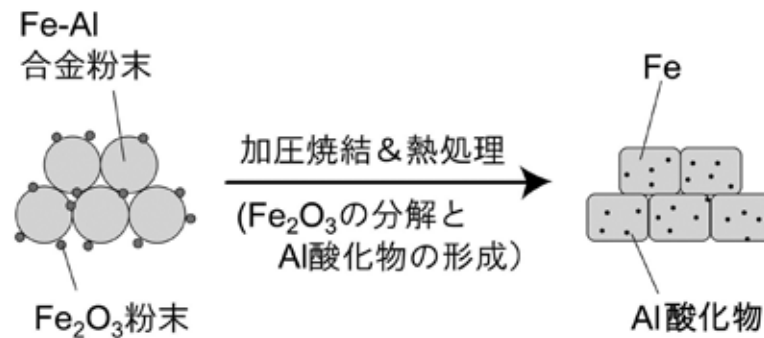 Fe-Al
合金粉末
Fe₂O₃粉末
加圧焼結＆熱処理
(Fe₂O₃の分解と
Al酸化物の形成）
Fe
Al酸化物